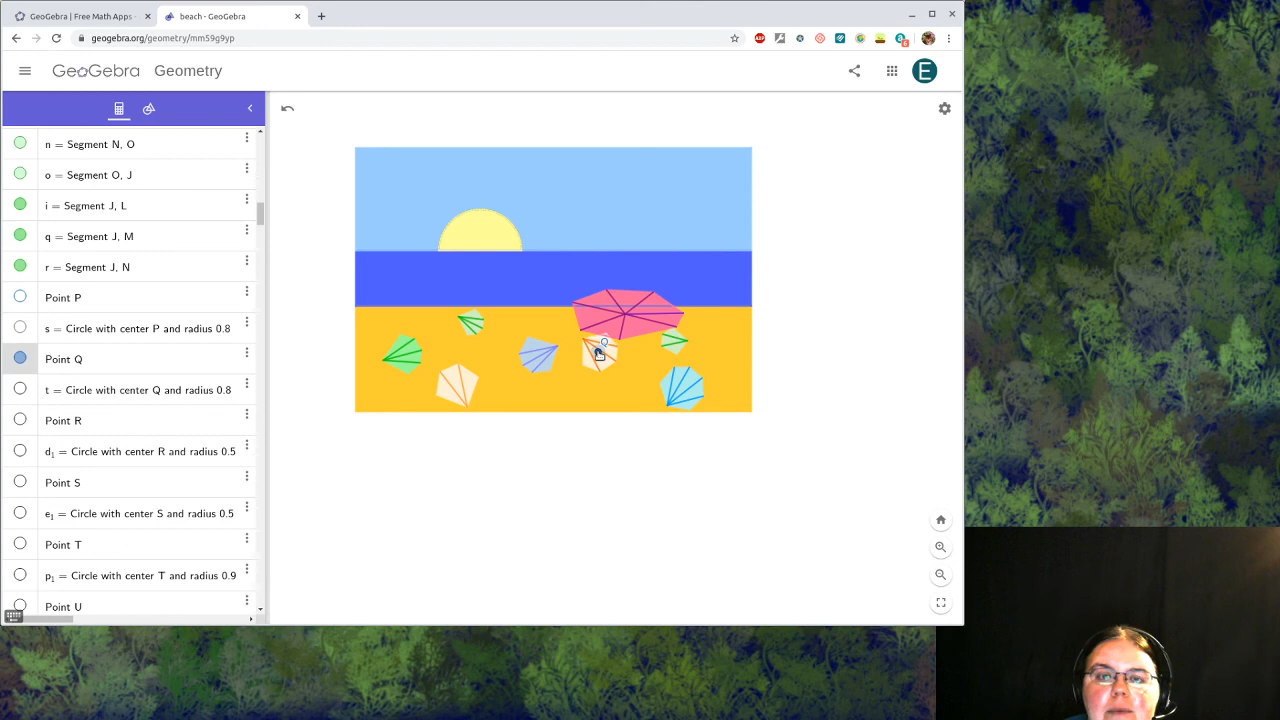 GeoGebra | Free Math Apps -
beach - GeoGebra
geogebra.org/geometry/mm59g9yp
6
GeoGebra Geometry
E
n = Segment N, O
o = Segment O, J
i = Segment J, L
q = Segment J, M
r = Segment J, N
Point P
s = Circle with center P and radius 0.8
Point Q
t = Circle with center Q and radius 0.8
Point R
d₁ = Circle with center R and radius 0.5
Point S
e₁ = Circle with center S and radius 0.5
Point T
p₁ = Circle with center T and radius 0.9
Point U
Q